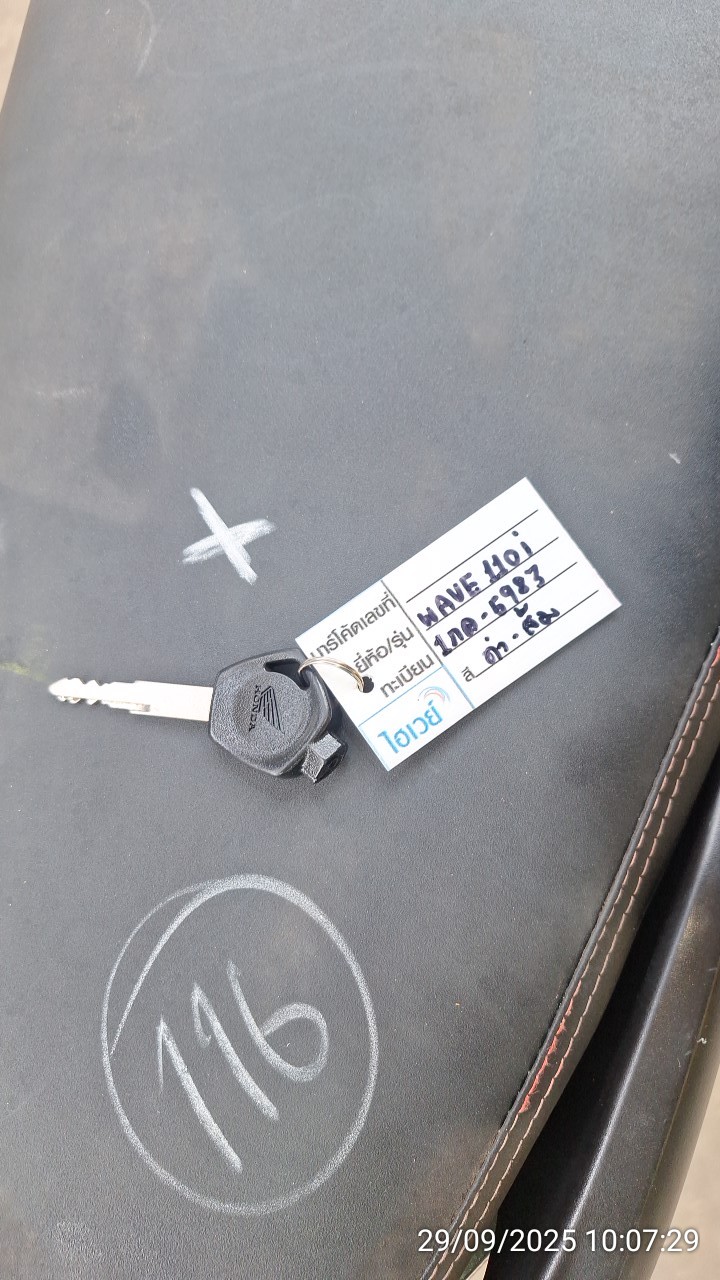 บาร์โค้ดเลขที่
ยี่ห้อ/รุ่น WAVE 110i
ทะเบียน 1กอ-6983
สี ดำ-ส้ม
ไฮเวย์
HONDA
116
29/09/2025 10:07:29